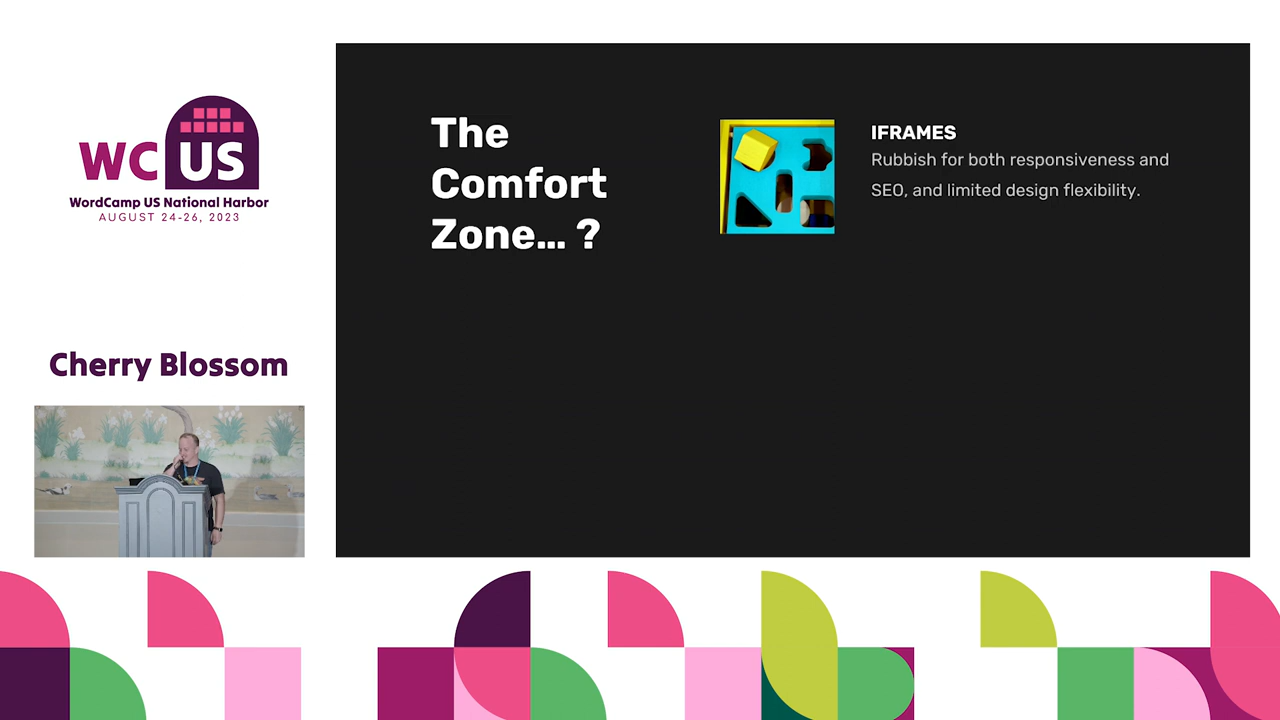 WC US
WordCamp US National Harbor
AUGUST 24-26, 2023
Cherry Blossom
The
Comfort
Zone... ?
IFRAMES
Rubbish for both responsiveness and
SEO, and limited design flexibility.